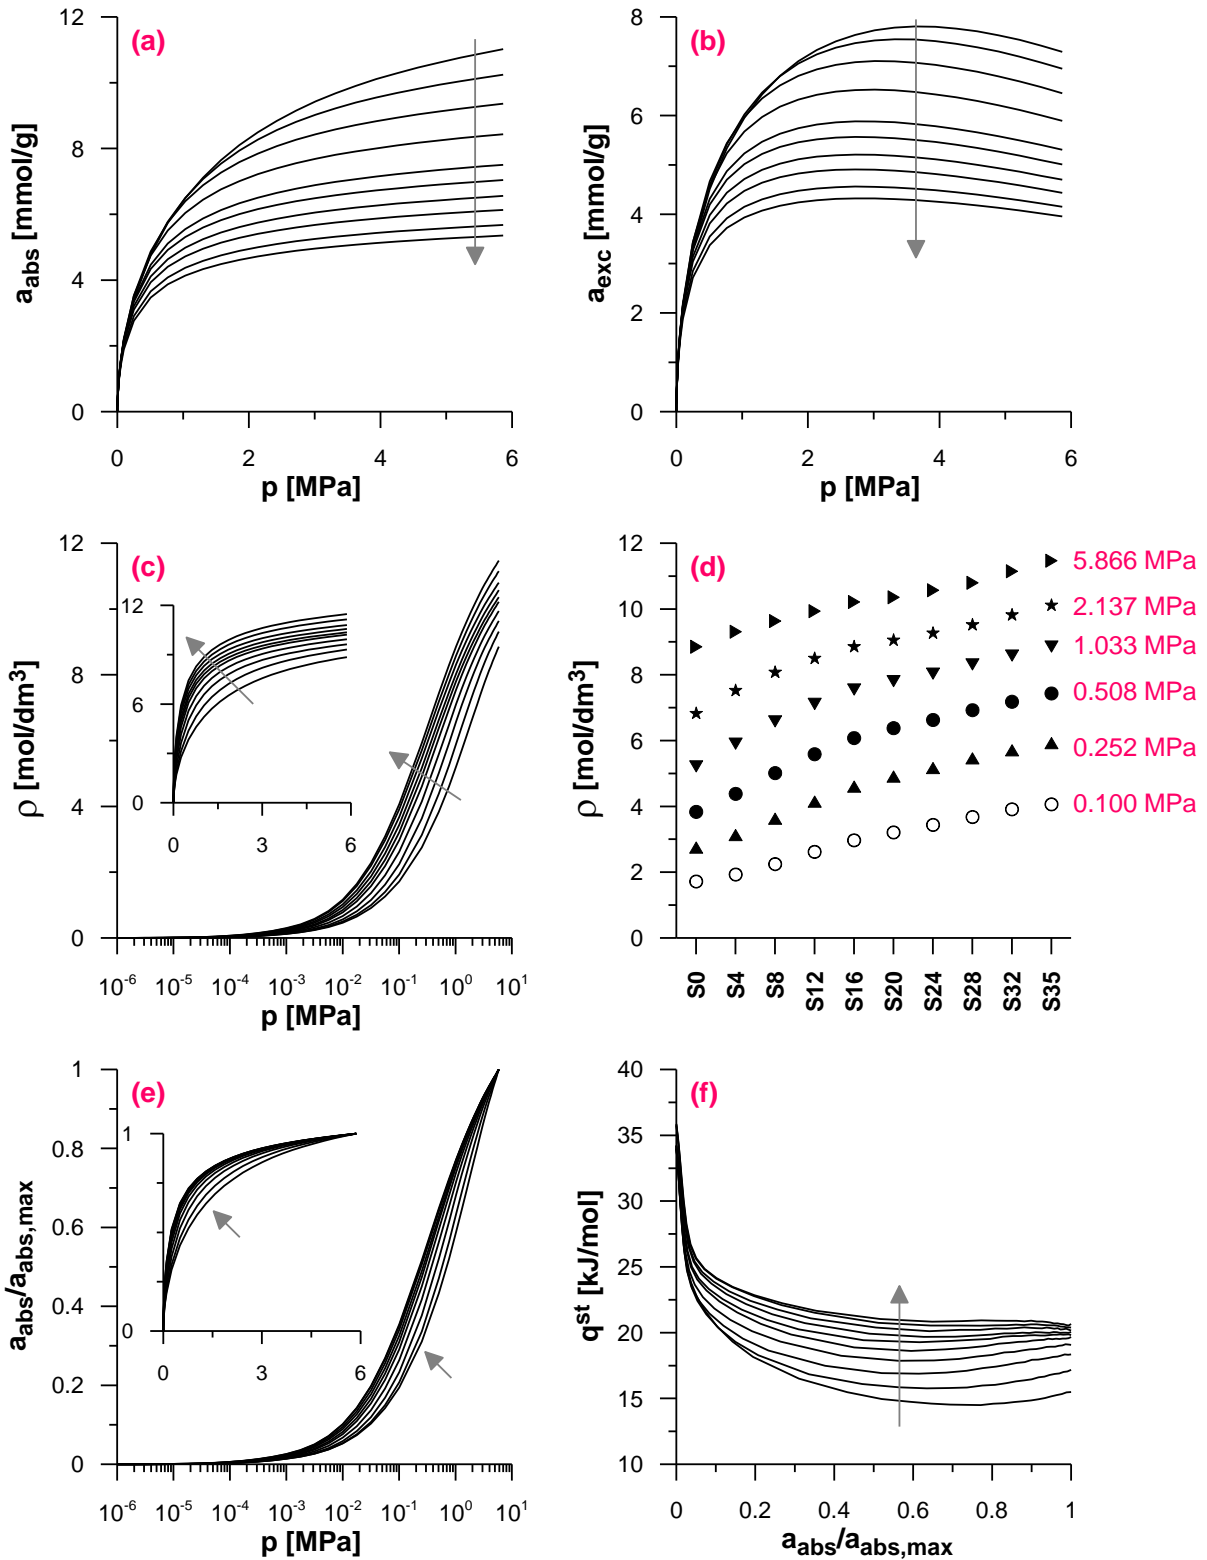 (a)
12
8
4
0
a_abs [mmol/g]
0 2 4 6
p [MPa]
(b)
8
6
4
2
0
a_exc [mmol/g]
0 2 4 6
p [MPa]
(c)
12
8
4
0
ρ [mol/dm³]
12
6
0
0 3 6
10⁻⁶ 10⁻⁵ 10⁻⁴ 10⁻³ 10⁻² 10⁻¹ 10⁰ 10¹
p [MPa]
(d)
12
10
8
6
4
2
0
ρ [mol/dm³]
5.866 MPa
2.137 MPa
1.033 MPa
0.508 MPa
0.252 MPa
0.100 MPa
S0 S4 S8 S12 S16 S20 S24 S28 S32 S35
(e)
1
0.8
0.6
0.4
0.2
0
a_abs/a_abs,max
1
0
0 3 6
10⁻⁶ 10⁻⁵ 10⁻⁴ 10⁻³ 10⁻² 10⁻¹ 10⁰ 10¹
p [MPa]
(f)
40
35
30
25
20
15
10
qˢᵗ [kJ/mol]
0 0.2 0.4 0.6 0.8 1
a_abs/a_abs,max